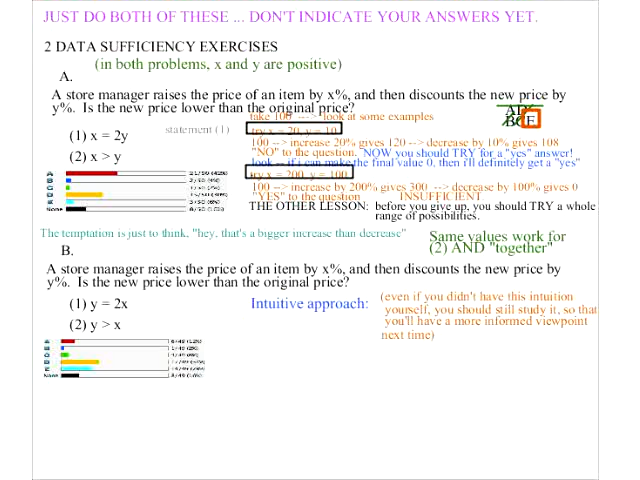 JUST DO BOTH OF THESE ... DON'T INDICATE YOUR ANSWERS YET.
2 DATA SUFFICIENCY EXERCISES
(in both problems, x and y are positive)
A.
A store manager raises the price of an item by x%, and then discounts the new price by
y%. Is the new price lower than the original price?
take 100 ---> look at some examples
AD
BCE
(1) x = 2y
statement (1)
try x = 20, y = 10
100 --> increase 20% gives 120 --> decrease by 10% gives 108
(2) x > y
"NO" to the question. NOW you should TRY for a "yes" answer!
look -- if i can make the final value 0, then i'll definitely get a "yes"
try x = 200, y = 100
100 --> increase by 200% gives 300 --> decrease by 100% gives 0
"YES" to the question INSUFFICIENT
THE OTHER LESSON: before you give up, you should TRY a whole
range of possibilities.
A
B
C
D
E
None
The temptation is just to think, "hey, that's a bigger increase than decrease"
Same values work for
(2) AND "together"
B.
A store manager raises the price of an item by x%, and then discounts the new price by
y%. Is the new price lower than the original price?
(1) y = 2x
Intuitive approach:
(even if you didn't have this intuition
yourself, you should still study it, so that
you'll have a more informed viewpoint
next time)
(2) y > x
A
B
C
D
E
None